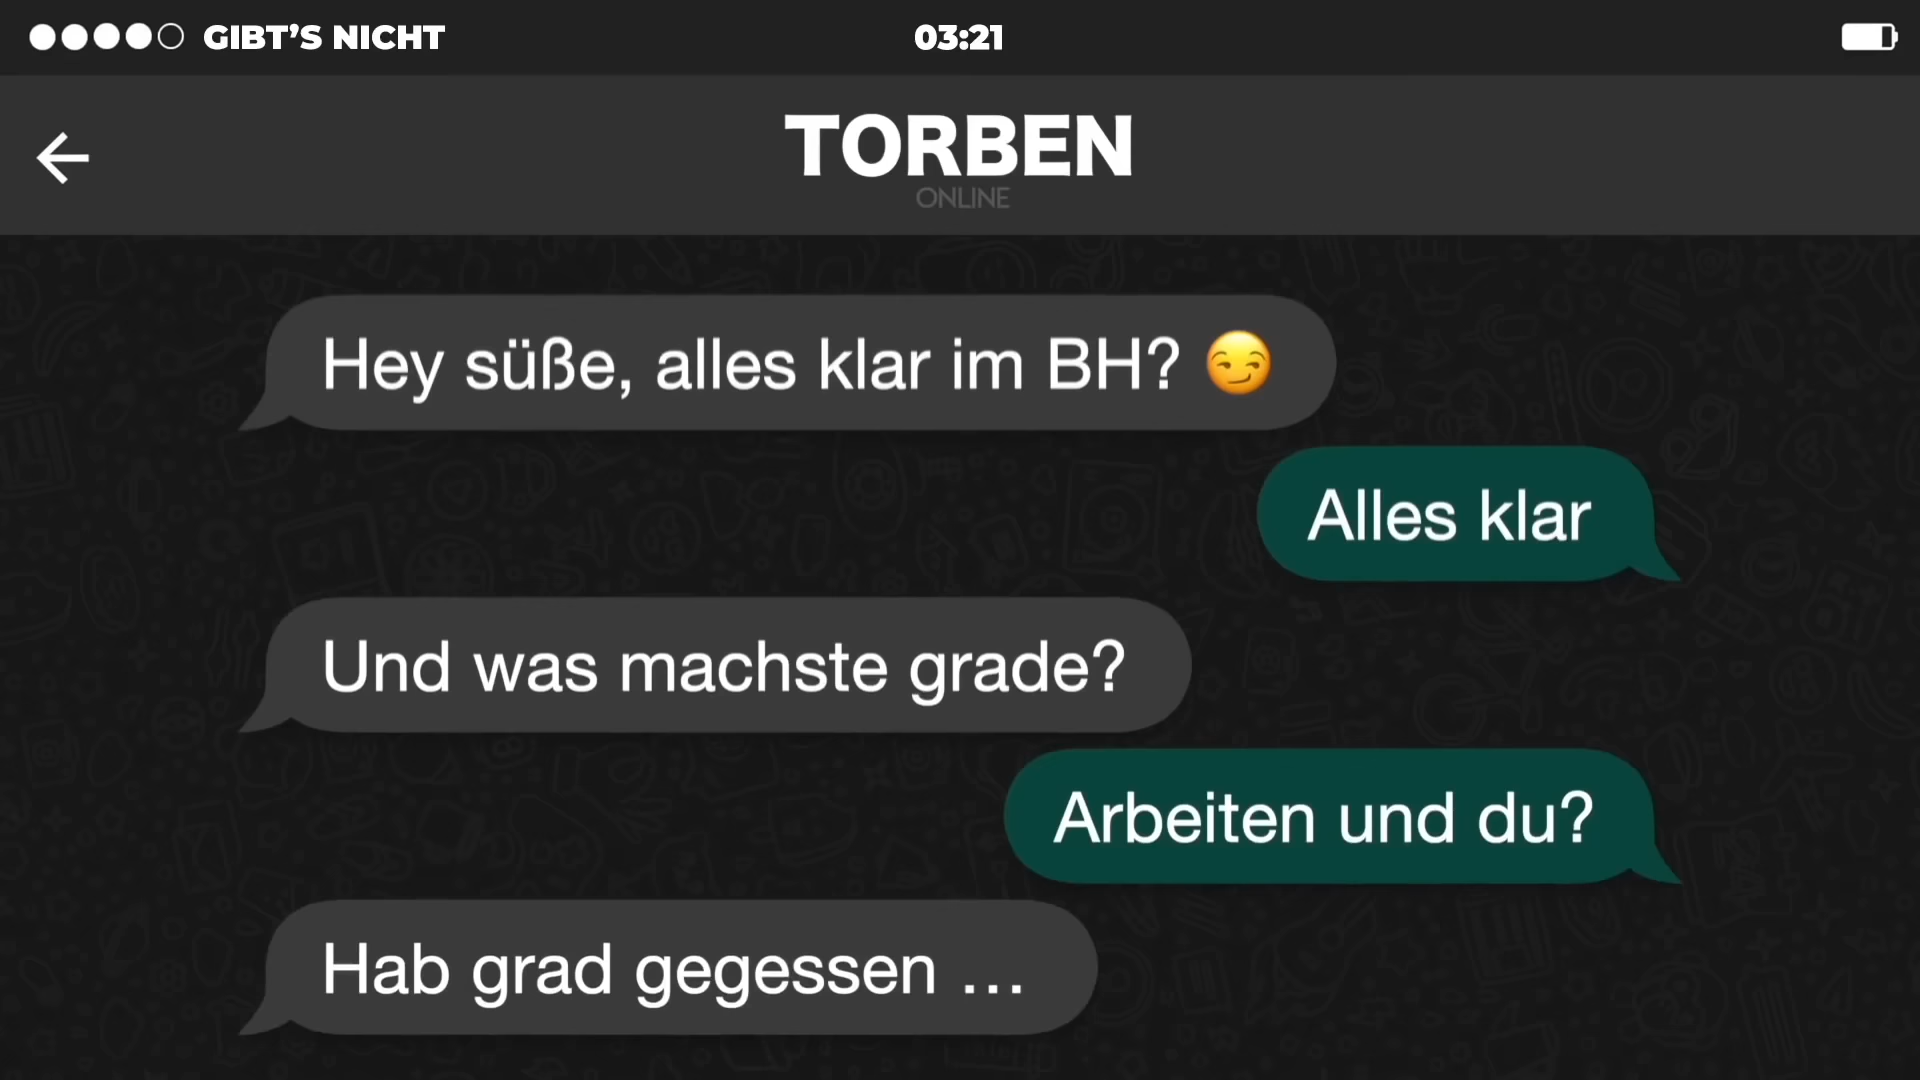 GIBT’S NICHT
03:21
TORBEN
ONLINE
Hey süße, alles klar im BH? 😏
Alles klar
Und was machste grade?
Arbeiten und du?
Hab grad gegessen …